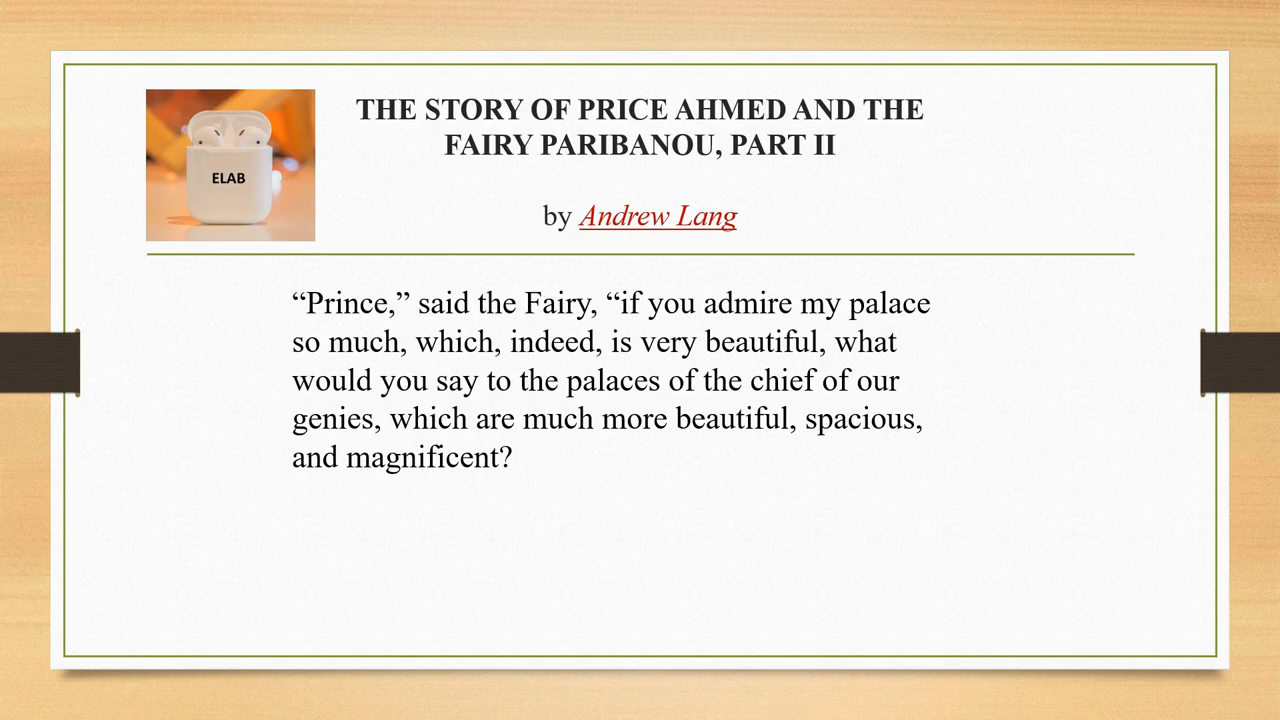 THE STORY OF PRICE AHMED AND THE
FAIRY PARIBANOU, PART II
by Andrew Lang
ELAB
“Prince,” said the Fairy, “if you admire my palace
so much, which, indeed, is very beautiful, what
would you say to the palaces of the chief of our
genies, which are much more beautiful, spacious,
and magnificent?